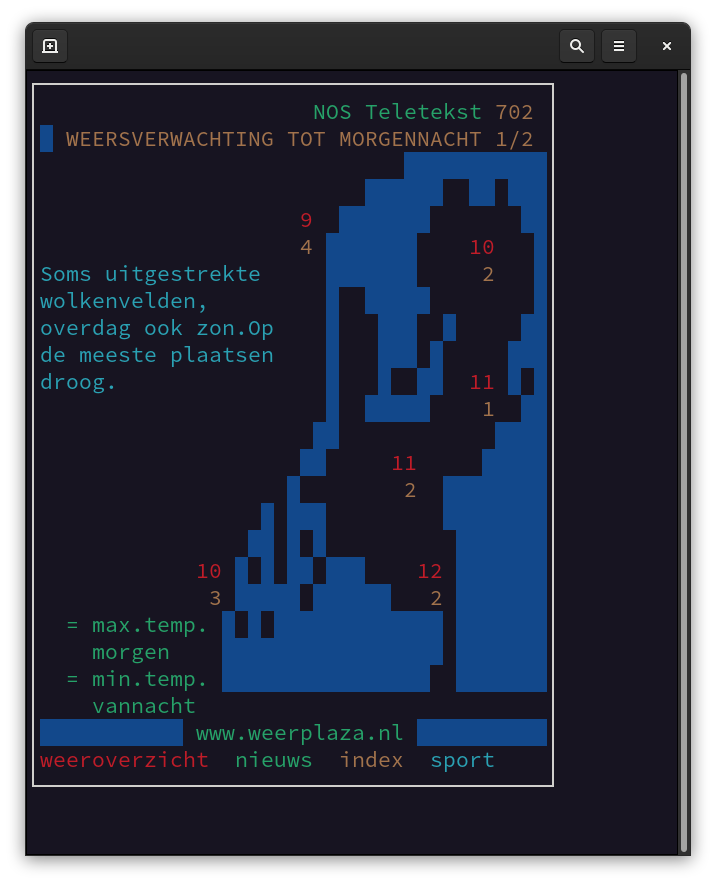 NOS Teletekst 702
WEERSVERWACHTING TOT MORGENNACHT 1/2
9
4 10
Soms uitgestrekte 2
wolkenvelden,
overdag ook zon.Op
de meeste plaatsen
droog. 11
1
11
2
10 12
3 2
= max.temp.
morgen
= min.temp.
vannacht
www.weerplaza.nl
weeroverzicht nieuws index sport